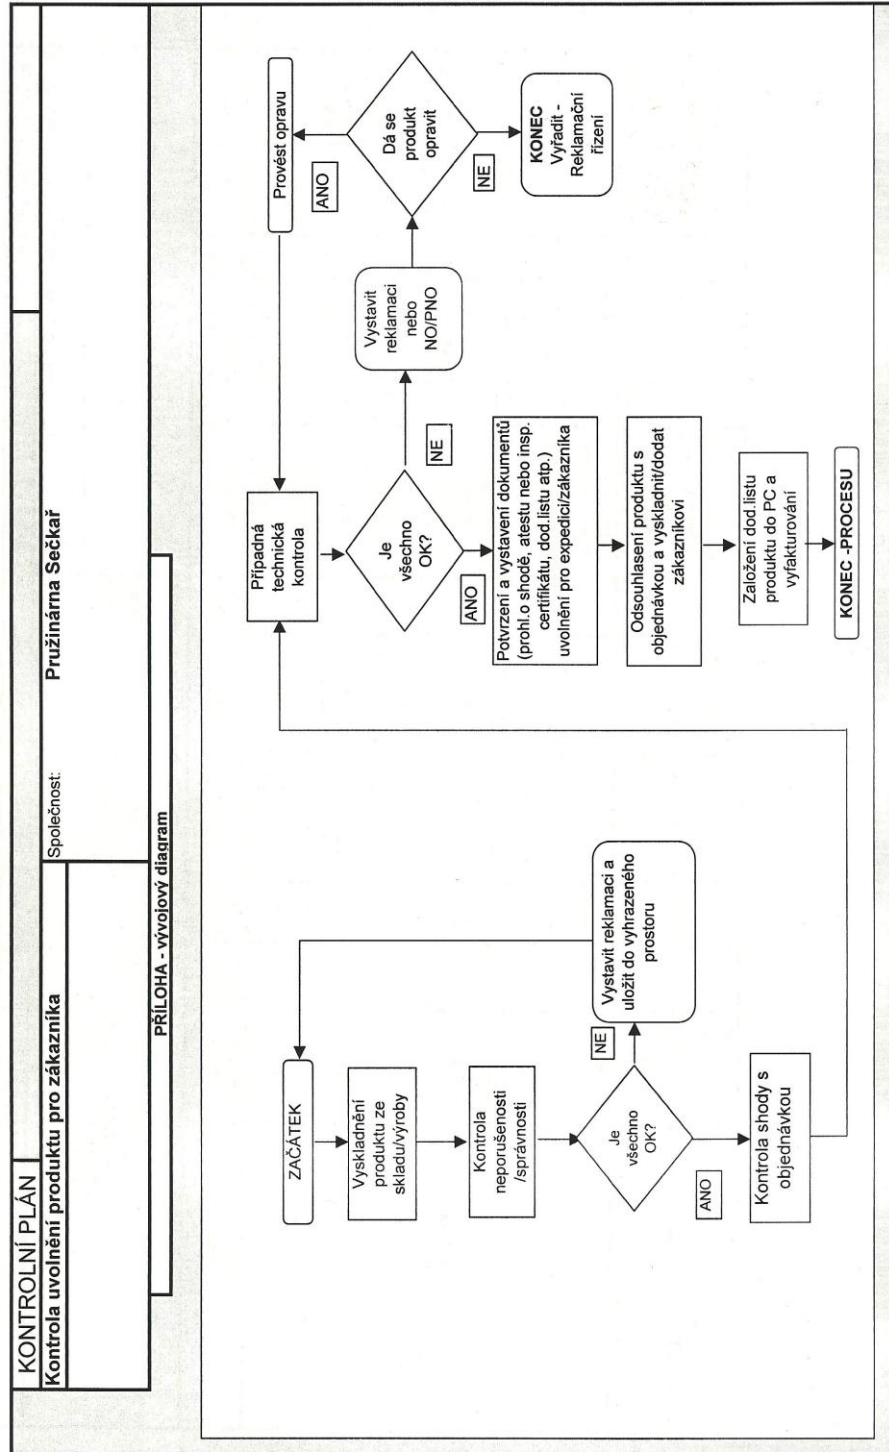 KONTROLNÍ PLÁN
Kontrola uvolnění produktu pro zákazníka
Společnost:
Pružinárna Sečkař
PŘÍLOHA - vývojový diagram
ZAČÁTEK
Vyskladnění
produktu ze
skladu/výroby
Kontrola
neporušenosti
/správnosti
Je
všechno
OK?
NE
Vystavit reklamaci a
uložit do vyhrazeného
prostoru
ANO
Kontrola shody s
objednávkou
Případná
technická
kontrola
Je
všechno
OK?
NE
Vystavit
reklamaci
nebo
NO/PNO
Dá se
produkt
opravit
ANO
Provést opravu
NE
KONEC
Vyřadit -
Reklamační
řízení
ANO
Potvrzení a vystavení dokumentů
(prohl.o shodě, atestu nebo insp.
certifikátu, dod.listu atp.)
uvolnění pro expedici/zákazníka
Odsouhlasení produktu s
objednávkou a vyskladnit/dodat
zákazníkovi
Založení dod.listu
produktu do PC a
vyfakturování
KONEC -PROCESU